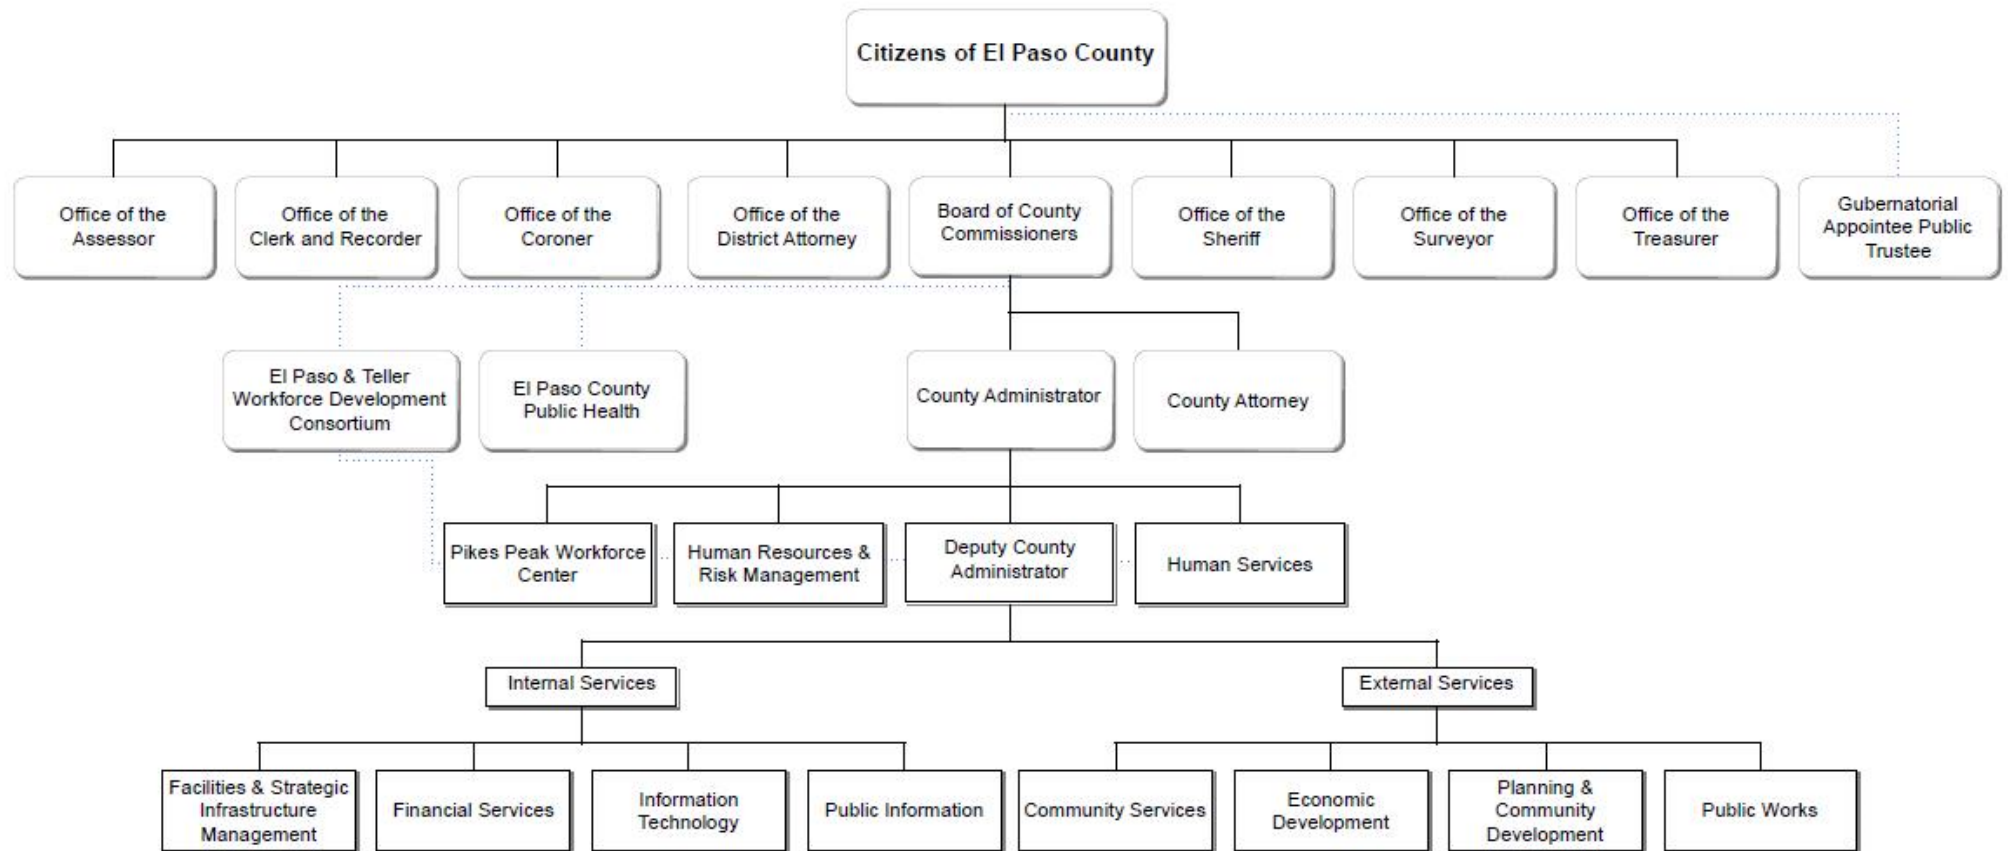 Citizens of El Paso County
Office of the
Assessor
Office of the
Clerk and Recorder
Office of the
Coroner
Office of the
District Attorney
Board of County
Commissioners
Office of the
Sheriff
Office of the
Surveyor
Office of the
Treasurer
Gubernatorial
Appointee Public
Trustee
El Paso & Teller
Workforce Development
Consortium
El Paso County
Public Health
County Administrator
County Attorney
Pikes Peak Workforce
Center
Human Resources &
Risk Management
Deputy County
Administrator
Human Services
Internal Services
External Services
Facilities & Strategic
Infrastructure
Management
Financial Services
Information
Technology
Public Information
Community Services
Economic
Development
Planning &
Community
Development
Public Works